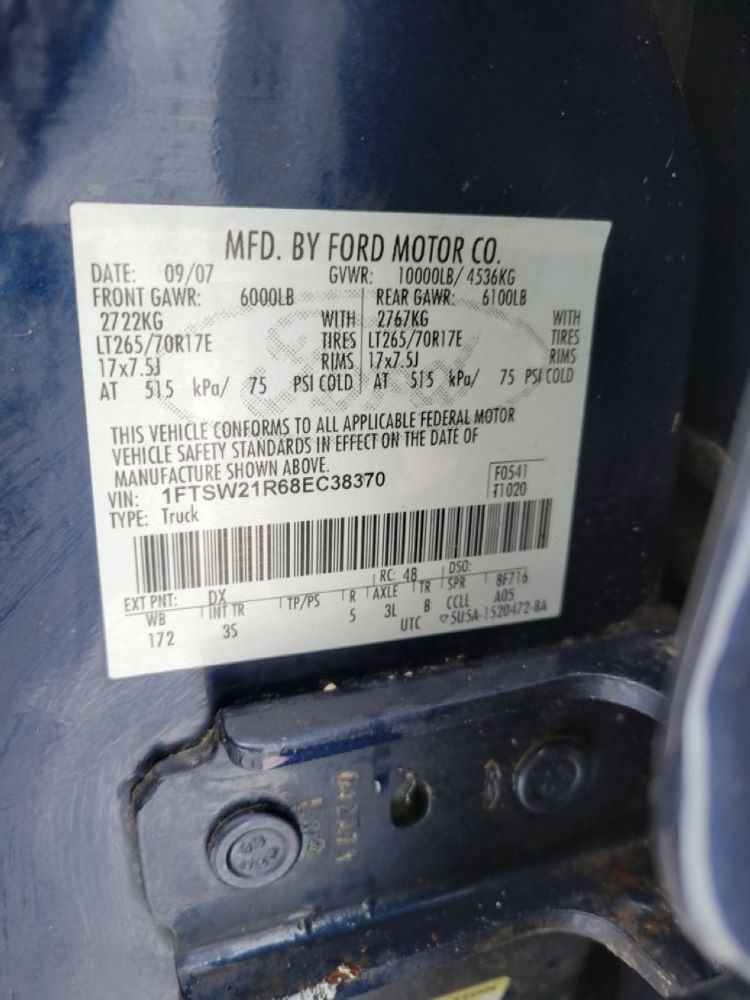 MFD. BY FORD MOTOR CO.
DATE: 09/07 GVWR: 10000LB/ 4536KG
FRONT GAWR: 6000LB REAR GAWR: 6100LB
2722KG WITH 2767KG WITH
LT265/70R17E TIRES LT265/70R17E TIRES
17x7.5J RIMS 17x7.5J RIMS
AT 515 kPa/ 75 PSI COLD AT 515 kPa/ 75 PSI COLD
THIS VEHICLE CONFORMS TO ALL APPLICABLE FEDERAL MOTOR
VEHICLE SAFETY STANDARDS IN EFFECT ON THE DATE OF
MANUFACTURE SHOWN ABOVE.
VIN: 1FTSW21R68EC38370
F0541
T1020
TYPE: Truck
EXT PNT: DX RC: 48 DSO:
WB INT TR TP/PS R AXLE TR SPR 8F716
172 3S 5 3L B CCLL A05
UTC 5U5A-1520472-BA